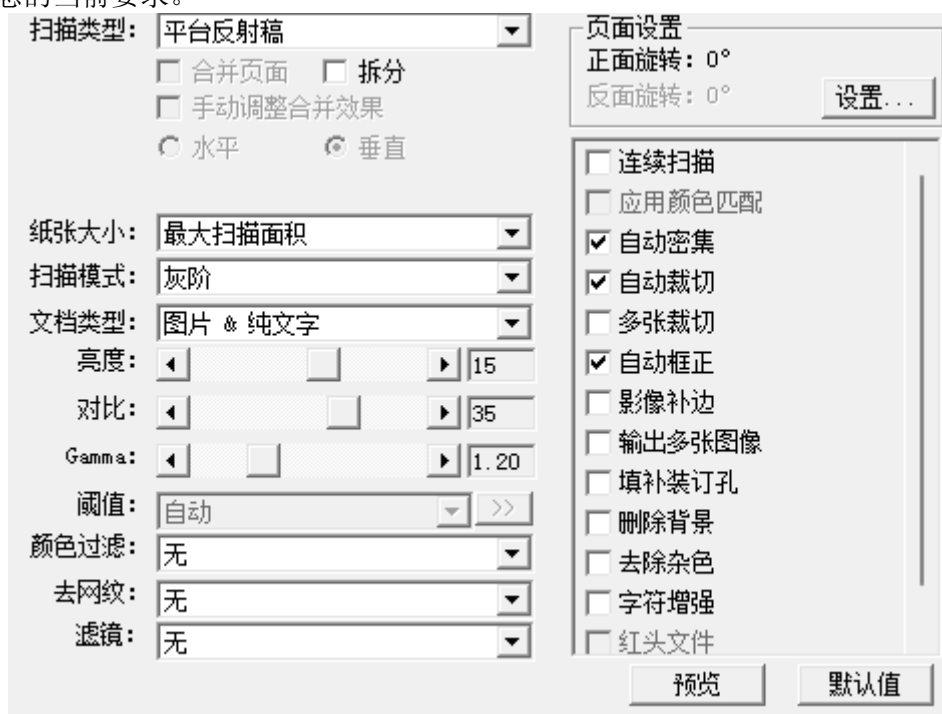 您的当前要求。
扫描类型: 平台反射稿
合并页面 拆分
手动调整合并效果
水平 垂直
纸张大小: 最大扫描面积
扫描模式: 灰阶
文档类型: 图片 & 纯文字
亮度: 15
对比: 35
Gamma: 1.20
阈值: 自动 >>
颜色过滤: 无
去网纹: 无
滤镜: 无
页面设置
正面旋转: 0°
反面旋转: 0° 设置...
连续扫描
应用颜色匹配
自动密集
自动裁切
多张裁切
自动框正
影像补边
输出多张图像
填补装订孔
删除背景
去除杂色
字符增强
红头文件
预览 默认值